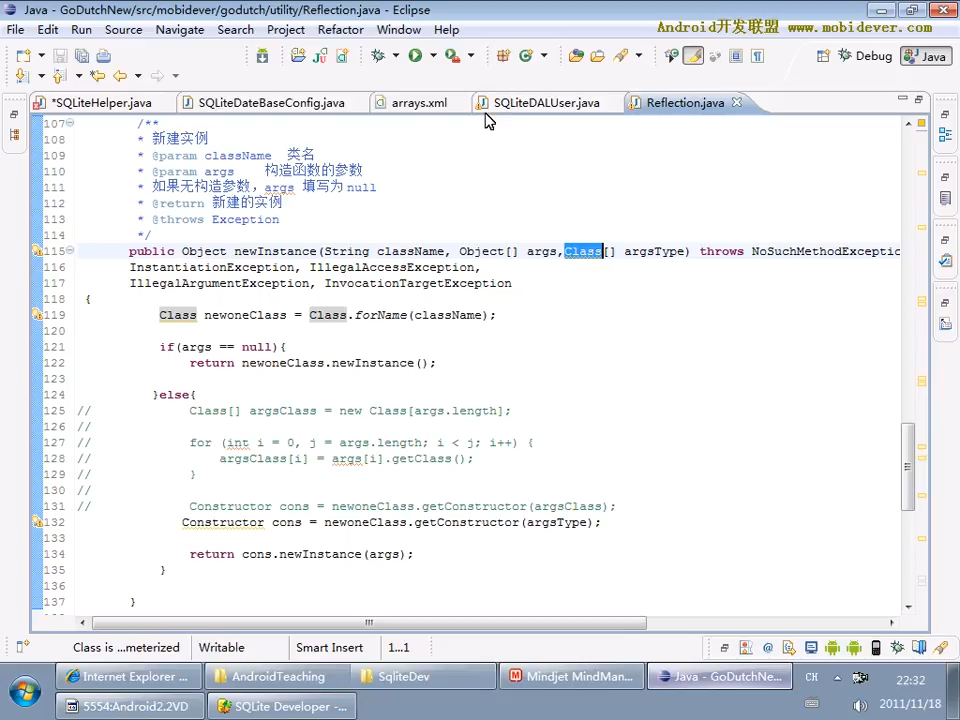 Java - GoDutchNew/src/mobidever/godutch/utility/Reflection.java - Eclipse
File Edit Run Source Navigate Search Project Refactor Window Help
Android开发联盟 www.mobidever.com
Debug Java
*SQLiteHelper.java SQLiteDateBaseConfig.java arrays.xml SQLiteDALUser.java Reflection.java
107 /**
108 * 新建实例
109 * @param className 类名
110 * @param args 构造函数的参数
111 * 如果无构造参数，args 填写为 null
112 * @return 新建的实例
113 * @throws Exception
114 */
115 public Object newInstance(String className, Object[] args,Class[] argsType) throws NoSuchMethodExceptic
116 InstantiationException, IllegalAccessException,
117 IllegalArgumentException, InvocationTargetException
118 {
119 Class newoneClass = Class.forName(className);
120
121 if(args == null){
122 return newoneClass.newInstance();
123
124 }else{
125 // Class[] argsClass = new Class[args.length];
126 //
127 // for (int i = 0, j = args.length; i < j; i++) {
128 // argsClass[i] = args[i].getClass();
129 // }
130 //
131 // Constructor cons = newoneClass.getConstructor(argsClass);
132 Constructor cons = newoneClass.getConstructor(argsType);
133
134 return cons.newInstance(args);
135 }
136
137 }
Class is ...meterized Writable Smart Insert 1...1
Internet Explorer ... AndroidTeaching SqliteDev Mindjet MindMan... Java - GoDutchNe... CH 22:32
5554:Android2.2VD SQLite Developer -... 2011/11/18